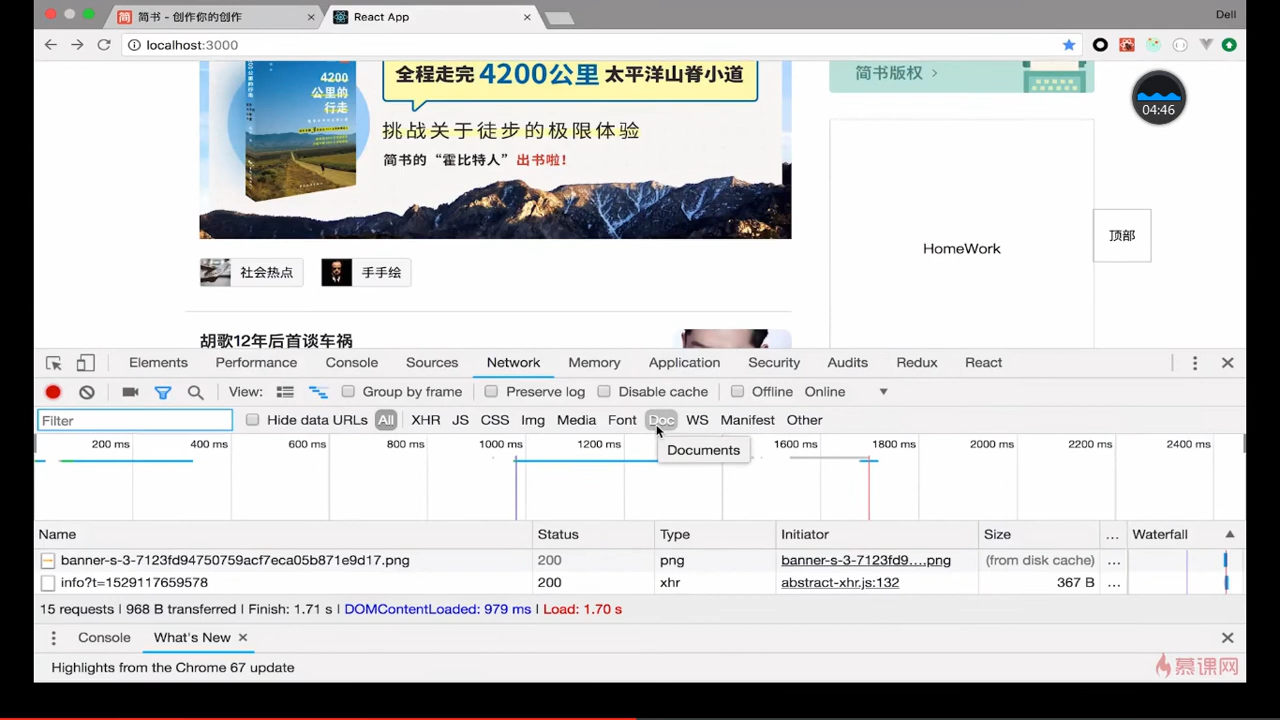 简书 - 创作你的创作
React App
Dell
localhost:3000
4200
公里的
行走
全程走完 4200公里 太平洋山脊小道
挑战关于徒步的极限体验
简书的“霍比特人”出书啦！
简书版权 >
04:46
HomeWork
顶部
社会热点
手手绘
胡歌12年后首谈车祸
Elements Performance Console Sources Network Memory Application Security Audits Redux React
View: Group by frame Preserve log Disable cache Offline Online
Filter Hide data URLs All XHR JS CSS Img Media Font Doc WS Manifest Other
Documents
200 ms 400 ms 600 ms 800 ms 1000 ms 1200 ms 1600 ms 1800 ms 2000 ms 2200 ms 2400 ms
Name Status Type Initiator Size ... Waterfall
banner-s-3-7123fd94750759acf7eca05b871e9d17.png 200 png banner-s-3-7123fd9....png (from disk cache) ...
info?t=1529117659578 200 xhr abstract-xhr.js:132 367 B ...
15 requests | 968 B transferred | Finish: 1.71 s | DOMContentLoaded: 979 ms | Load: 1.70 s
Console What's New
Highlights from the Chrome 67 update
慕课网